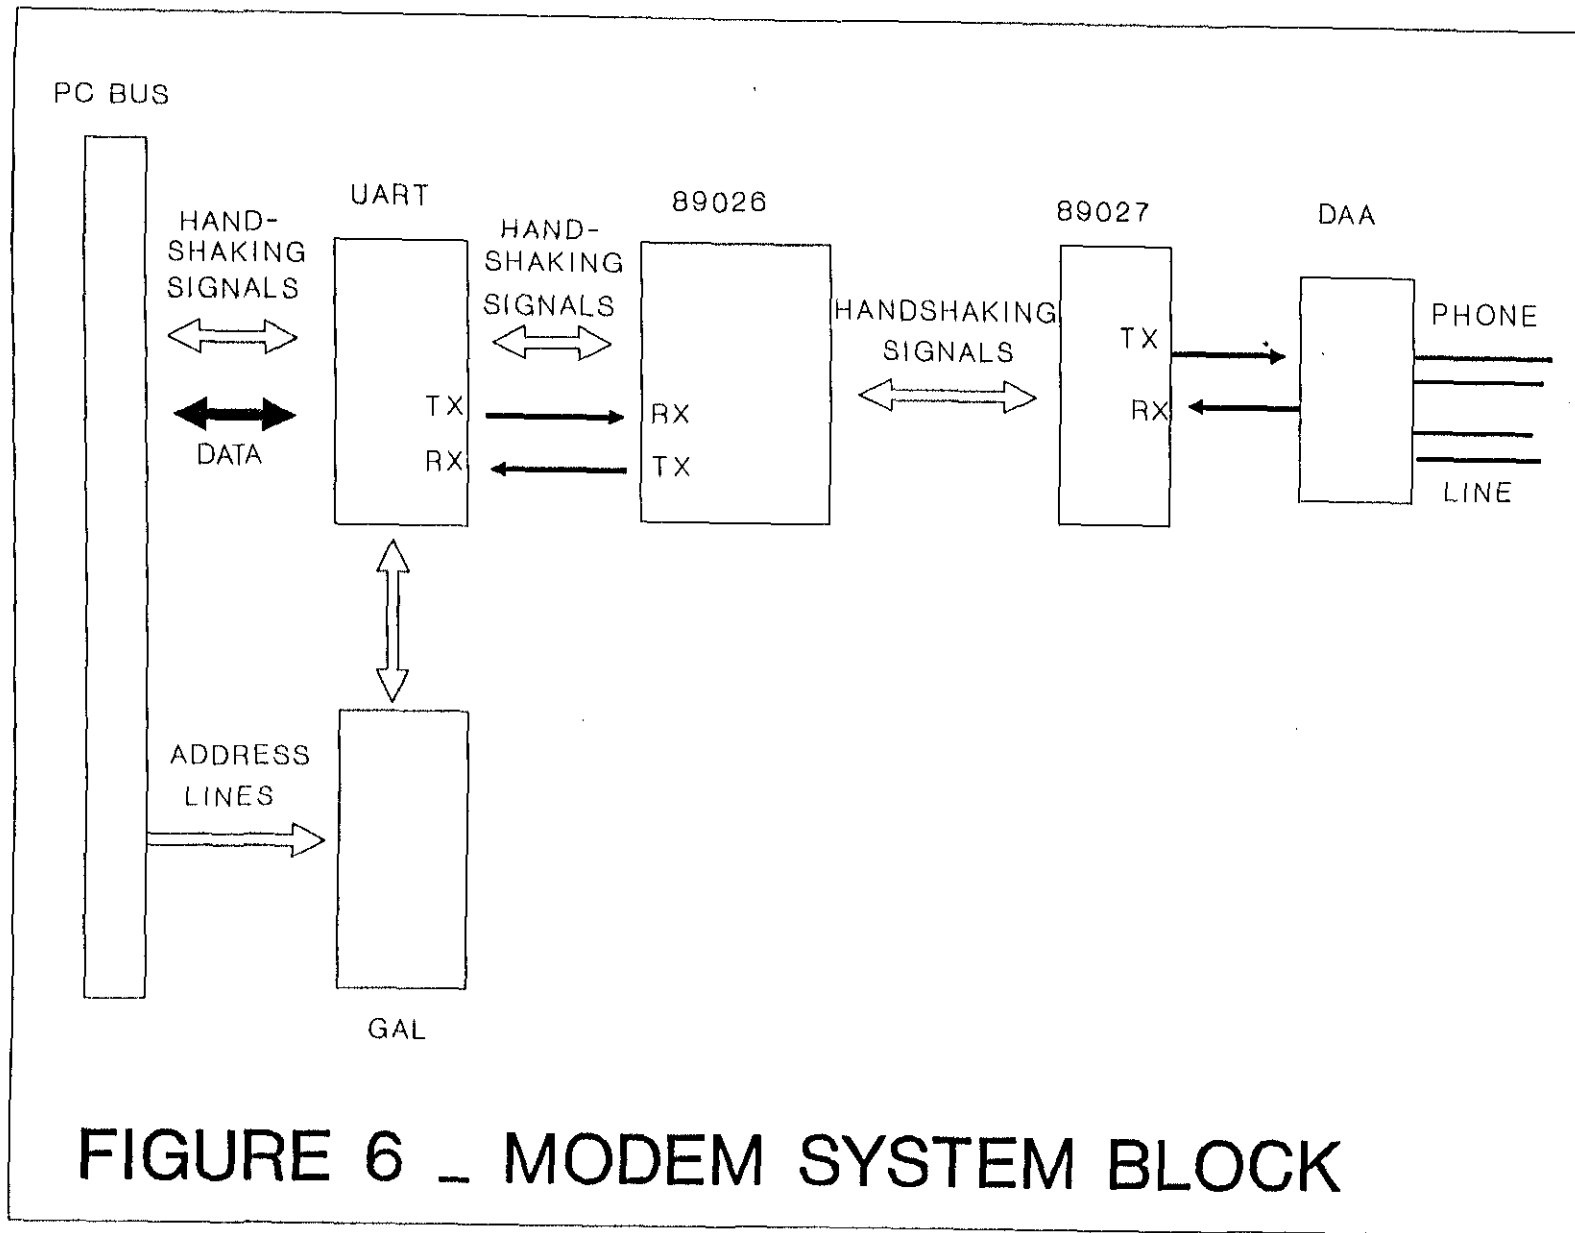 PC BUS
HAND-
SHAKING
SIGNALS
DATA
UART
TX
RX
HAND-
SHAKING
SIGNALS
89026
RX
TX
HANDSHAKING
SIGNALS
89027
TX
RX
DAA
PHONE
LINE
ADDRESS
LINES
GAL
FIGURE 6 _ MODEM SYSTEM BLOCK